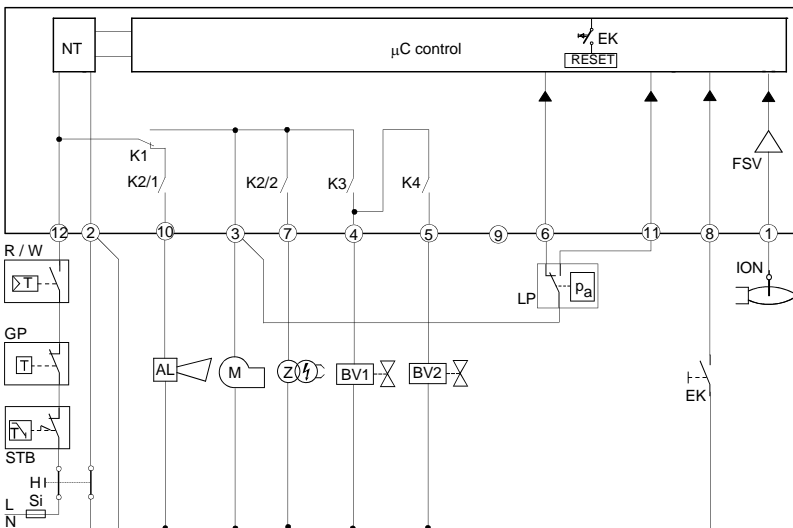 NT
µC control
EK
RESET
K1
K2/1
K2/2
K3
K4
FSV
12
2
10
3
7
4
5
9
6
11
8
1
R / W
T
GP
T
STB
T
H
Si
L
N
AL
M
Z
BV1
BV2
LP
pa
ION
EK